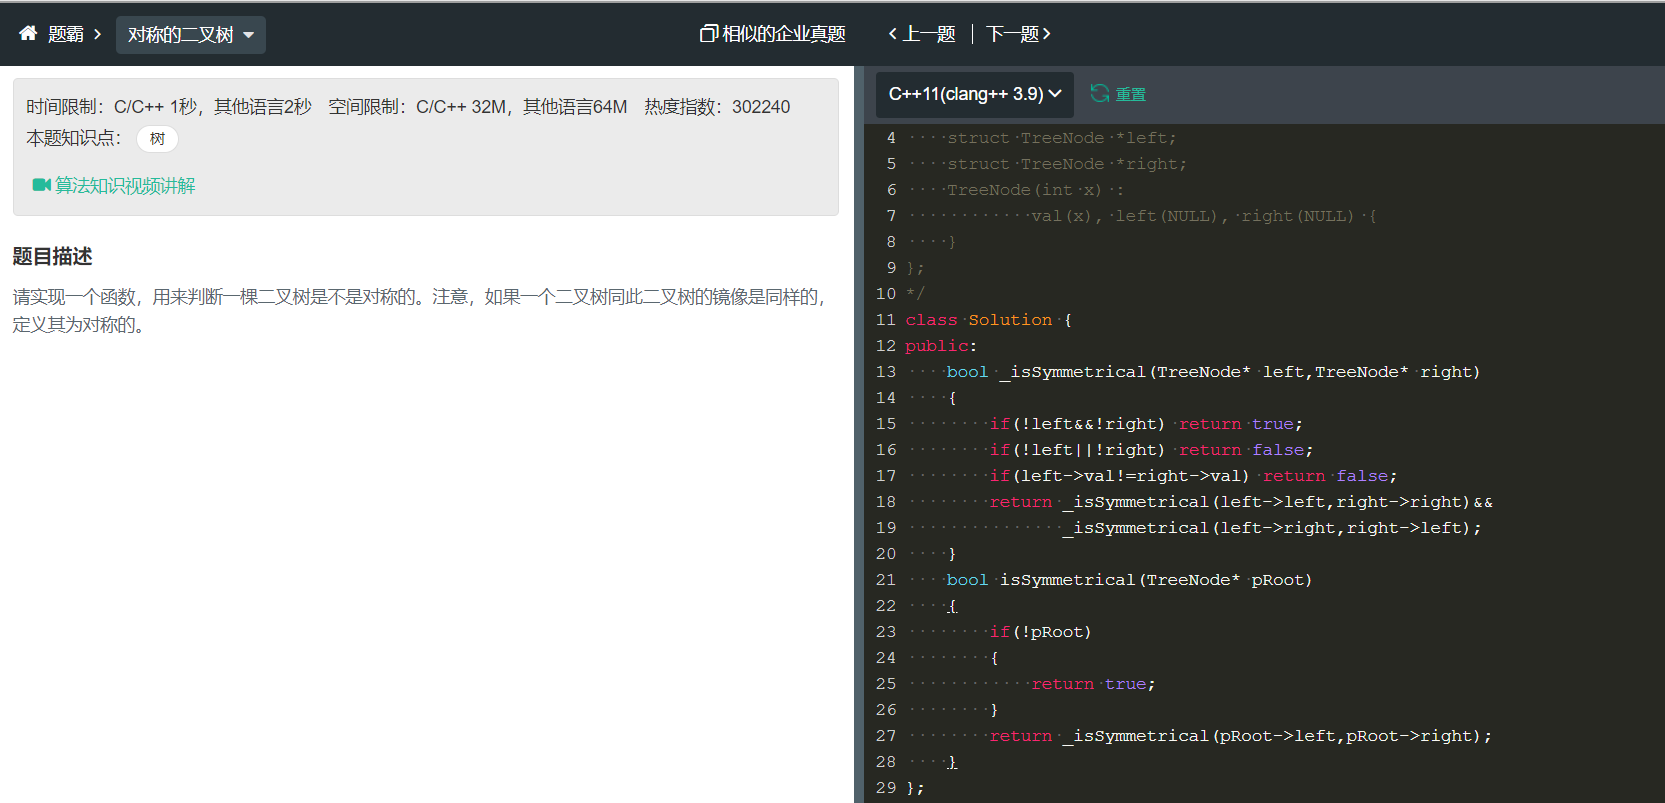 题霸 > 对称的二叉树
相似的企业真题 上一题 | 下一题
时间限制：C/C++ 1秒，其他语言2秒 空间限制：C/C++ 32M，其他语言64M 热度指数：302240
本题知识点： 树
算法知识视频讲解
题目描述
请实现一个函数，用来判断一棵二叉树是不是对称的。注意，如果一个二叉树同此二叉树的镜像是同样的，
定义其为对称的。
C++11(clang++ 3.9) 重置
4     struct TreeNode *left;
5     struct TreeNode *right;
6     TreeNode(int x) :
7             val(x), left(NULL), right(NULL) {
8     }
9 };
10 */
11 class Solution {
12 public:
13     bool _isSymmetrical(TreeNode* left,TreeNode* right)
14     {
15         if(!left&&!right) return true;
16         if(!left||!right) return false;
17         if(left->val!=right->val) return false;
18         return _isSymmetrical(left->left,right->right)&&
19                _isSymmetrical(left->right,right->left);
20     }
21     bool isSymmetrical(TreeNode* pRoot)
22     {
23         if(!pRoot)
24         {
25             return true;
26         }
27         return _isSymmetrical(pRoot->left,pRoot->right);
28     }
29 };